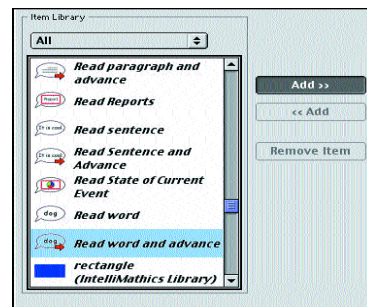 Item Library
All
Read paragraph and
advance
Report
Read Reports
It is cool
Read sentence
It is cool
Read Sentence and
Advance
Read State of Current
Event
dog
Read word
dog
Read word and advance
rectangle
(IntelliMathics Library)
Add >>
<< Add
Remove Item